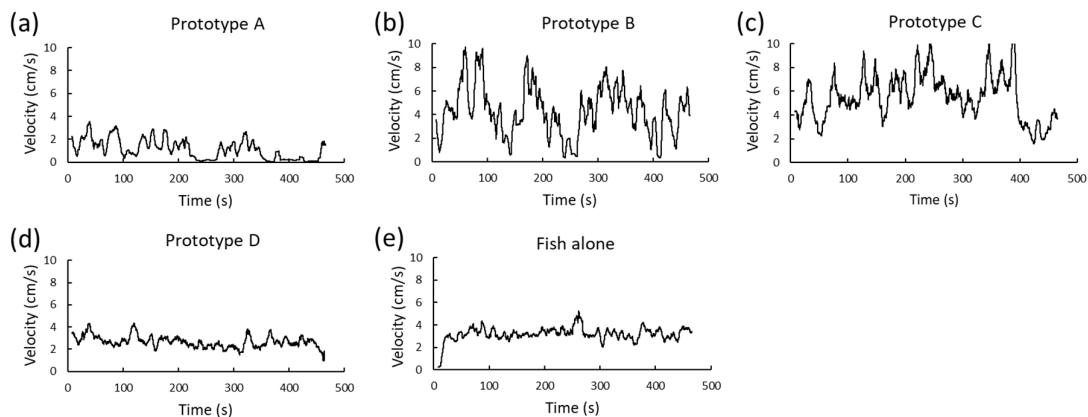 (a)
Prototype A
Velocity (cm/s)
10
8
6
4
2
0
0 100 200 300 400 500
Time (s)
(b)
Prototype B
Velocity (cm/s)
10
8
6
4
2
0
0 100 200 300 400 500
Time (s)
(c)
Prototype C
Velocity (cm/s)
10
8
6
4
2
0
0 100 200 300 400 500
Time (s)
(d)
Prototype D
Velocity (cm/s)
10
8
6
4
2
0
0 100 200 300 400 500
Time (s)
(e)
Fish alone
Velocity (cm/s)
10
8
6
4
2
0
0 100 200 300 400 500
Time (s)